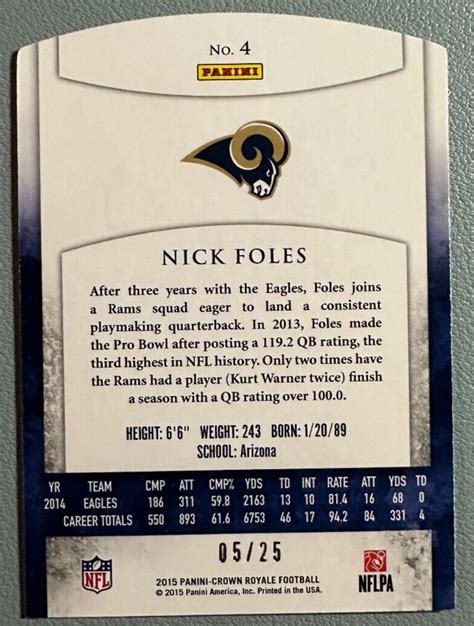 No. 4
PANINI
NICK FOLES
After three years with the Eagles, Foles joins
a Rams squad eager to land a consistent
playmaking quarterback. In 2013, Foles made
the Pro Bowl after posting a 119.2 QB rating, the
third highest in NFL history. Only two times have
the Rams had a player (Kurt Warner twice) finish
a season with a QB rating over 100.0.
HEIGHT: 6'6" WEIGHT: 243 BORN: 1/20/89
SCHOOL: Arizona
YR TEAM CMP ATT CMP% YDS TD INT RATE ATT YDS TD
2014 EAGLES 186 311 59.8 2163 13 10 81.4 16 68 0
CAREER TOTALS 550 893 61.6 6753 46 17 94.2 84 331 4
05/25
NFL
2015 PANINI-CROWN ROYALE FOOTBALL
© 2015 Panini America, Inc. Printed in the USA.
NFLPA